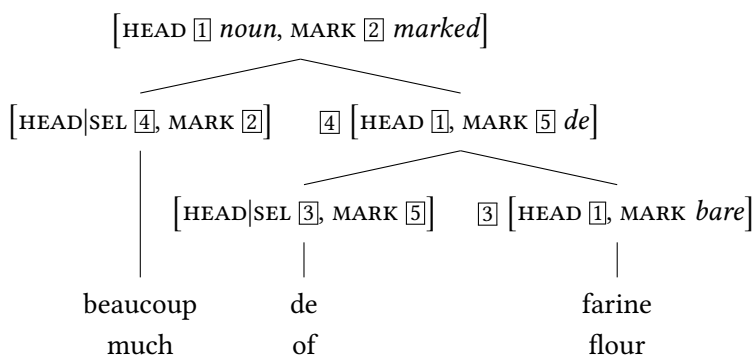 [HEAD 1 noun, MARK 2 marked]
[HEAD|SEL 4, MARK 2] 4 [HEAD 1, MARK 5 de]
[HEAD|SEL 3, MARK 5] 3 [HEAD 1, MARK bare]
beaucoup de farine
much of flour